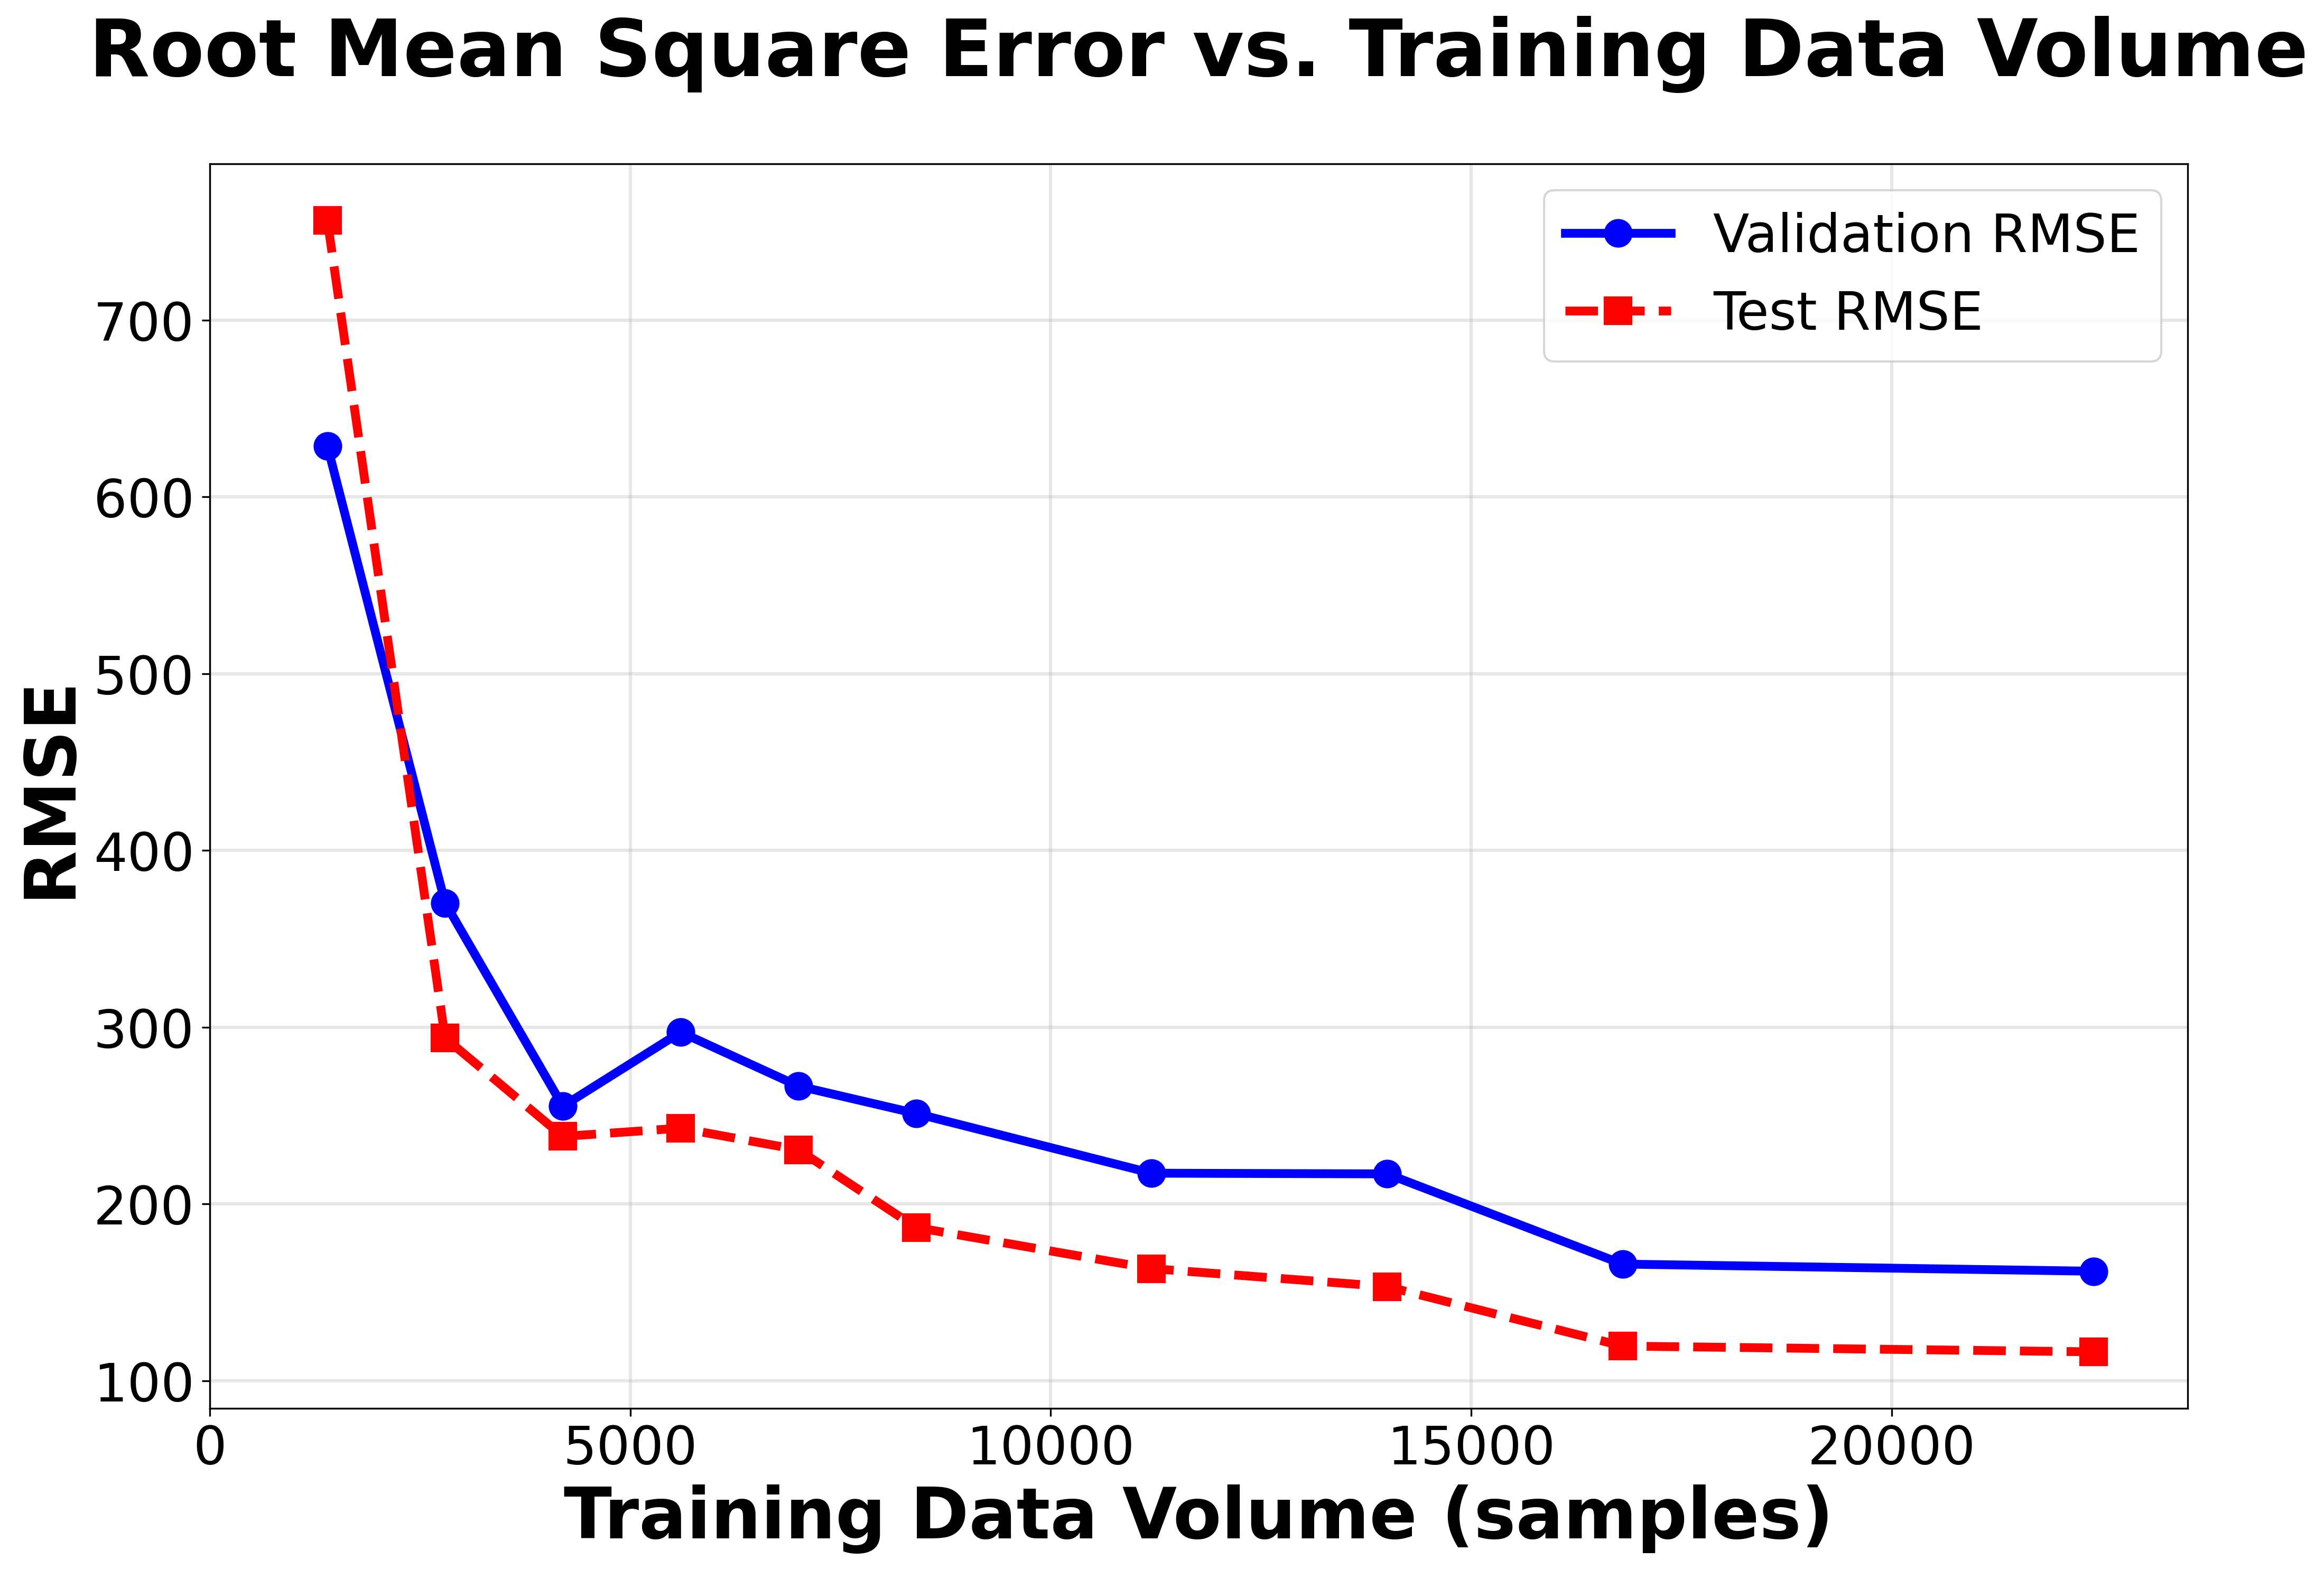 Root Mean Square Error vs. Training Data Volume
Validation RMSE
Test RMSE
700
600
500
400
300
200
100
RMSE
0 5000 10000 15000 20000
Training Data Volume (samples)